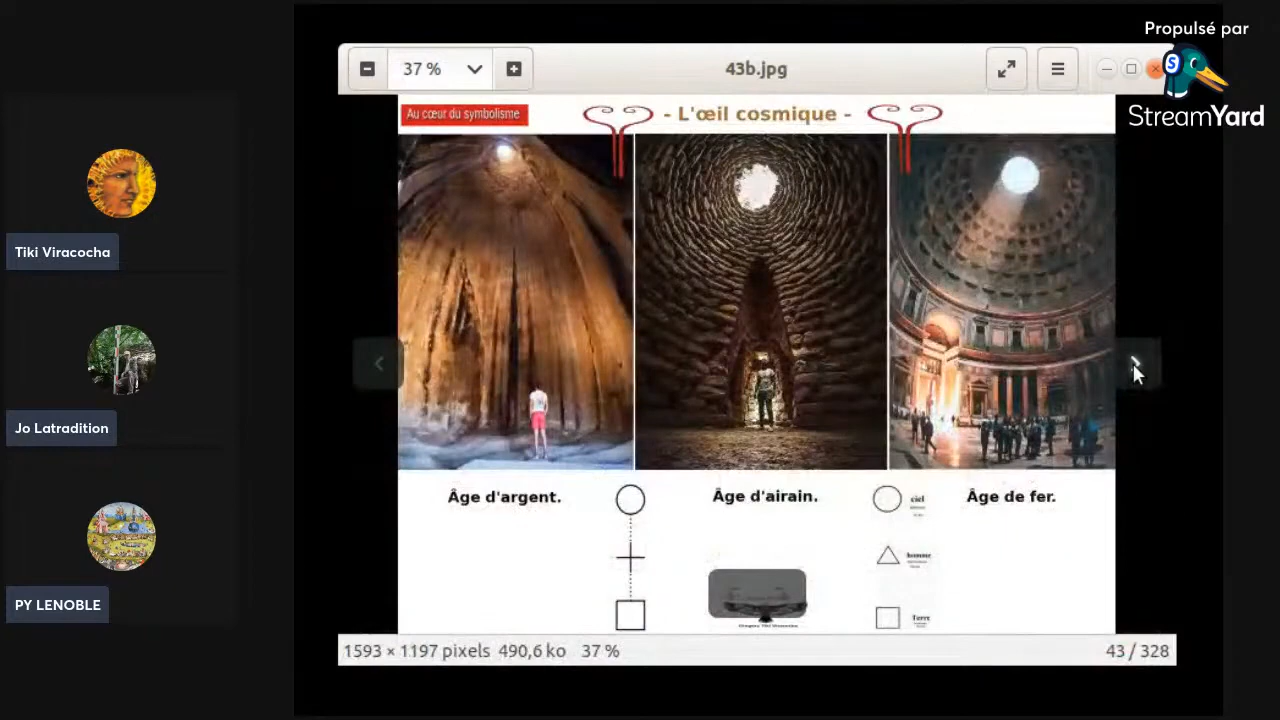 Propulsé par
StreamYard
37 %
43b.jpg
Au cœur du symbolisme
- L'œil cosmique -
Tiki Viracocha
Jo Latradition
PY LENOBLE
Âge d'argent.
Âge d'airain.
Âge de fer.
ciel
homme
Terre
1593 × 1197 pixels 490,6 ko 37 %
43 / 328